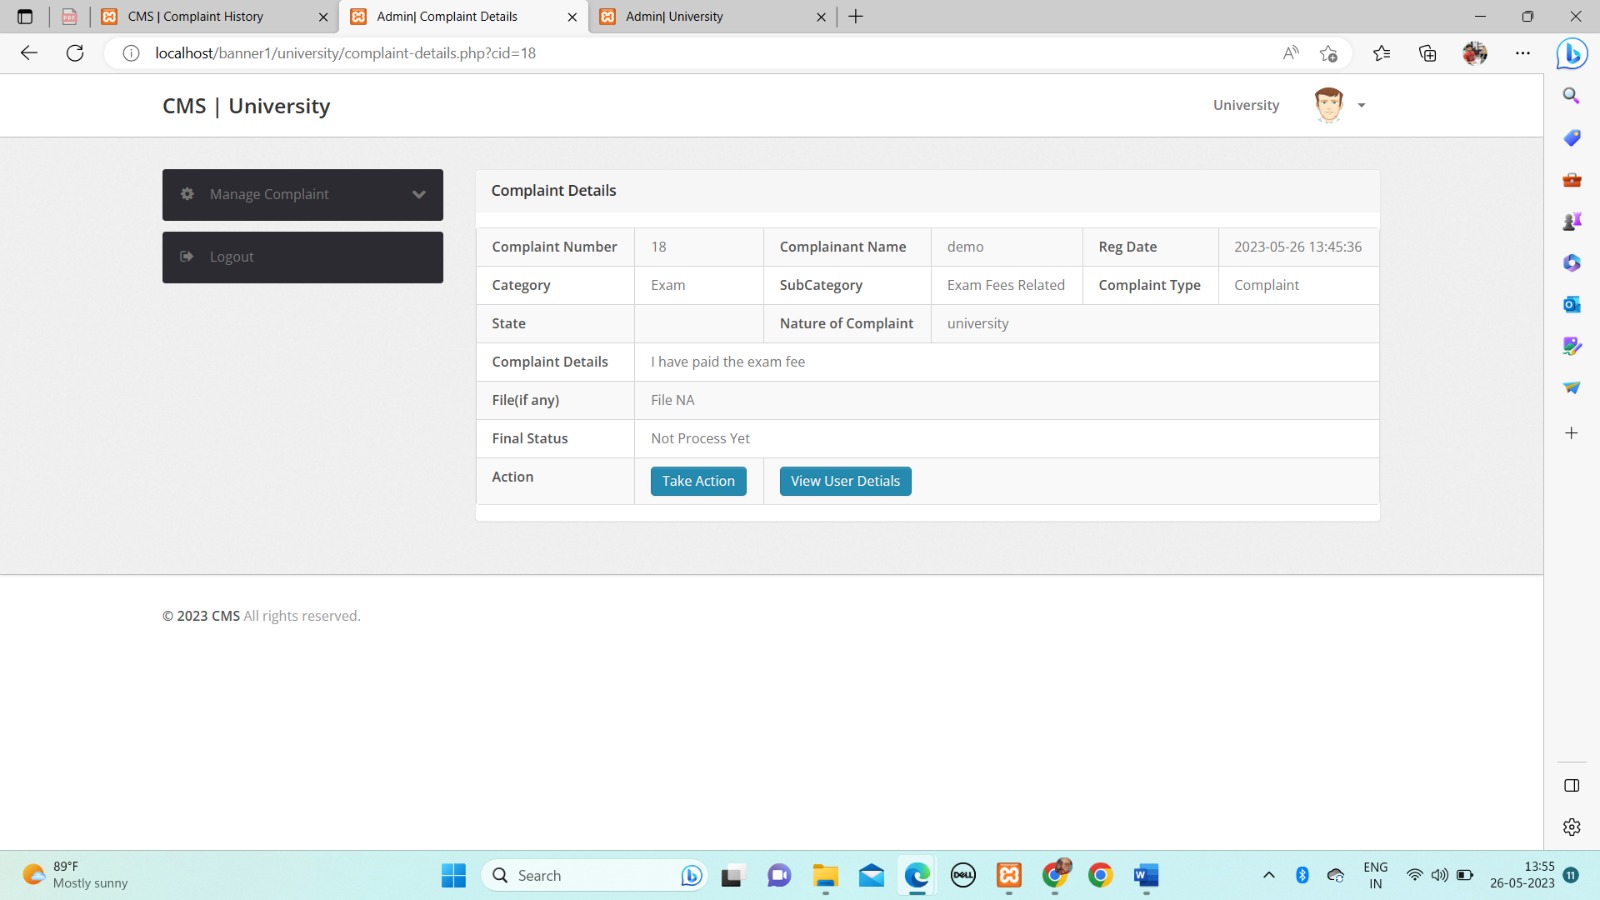 CMS | Complaint History
Admin| Complaint Details
Admin| University
localhost/banner1/university/complaint-details.php?cid=18
CMS | University
University
Manage Complaint
Logout
Complaint Details
Complaint Number 18 Complainant Name demo Reg Date 2023-05-26 13:45:36
Category Exam SubCategory Exam Fees Related Complaint Type Complaint
State Nature of Complaint university
Complaint Details I have paid the exam fee
File(if any) File NA
Final Status Not Process Yet
Action Take Action View User Detials
© 2023 CMS All rights reserved.
89°F
Mostly sunny
Search
DELL
W
ENG
IN
13:55
26-05-2023
11